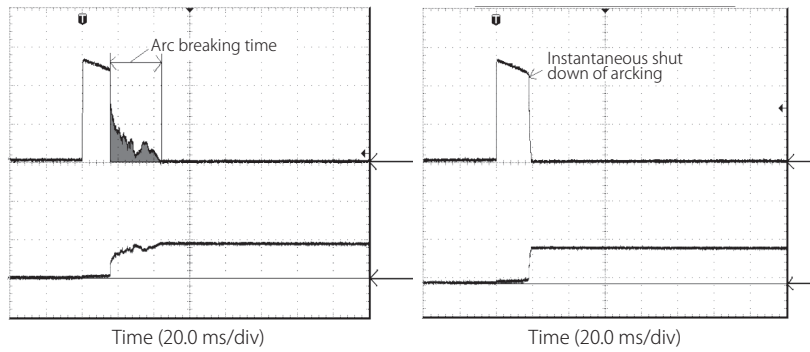 T
Arc breaking time
Time (20.0 ms/div)
T
Instantaneous shut
down of arcking
Time (20.0 ms/div)